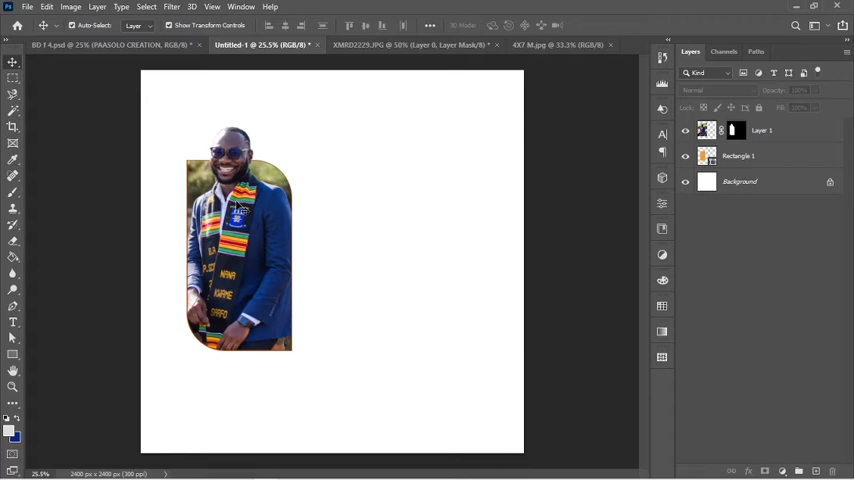 File Edit Image Layer Type Select Filter 3D View Window Help
Auto-Select: Layer Show Transform Controls 3D Mode:
BD f 4.psd @ 25% (PAASOLO CREATION, RGB/8) * × Untitled-1 @ 25.5% (RGB/8) * × XMRD2229.JPG @ 50% (Layer 0, Layer Mask/8) * × 4X7 M.jpg @ 33.3% (RGB/8) ×
Layers Channels Paths
Kind
Normal Opacity: 100%
Lock: Fill: 100%
Layer 1
Rectangle 1
Background
B.A
NANA
KWAME
25.5% 2400 px x 2400 px (300 ppi)